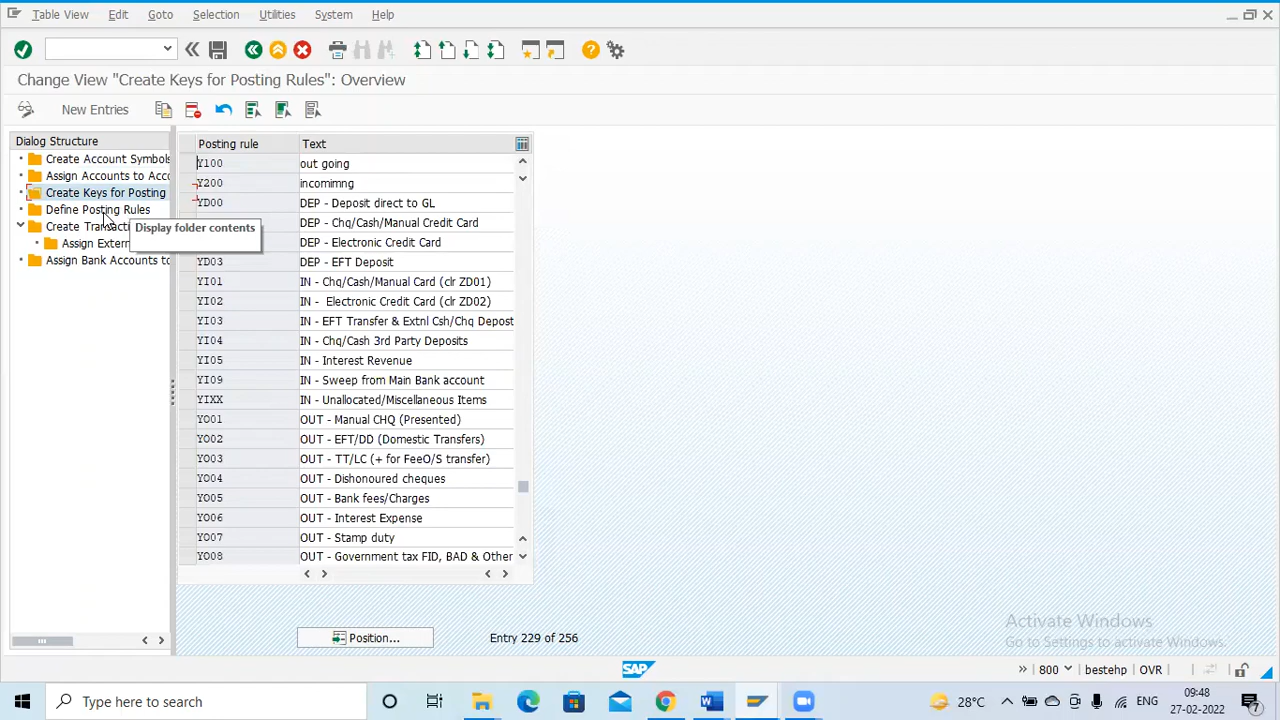 Table View Edit Goto Selection Utilities System Help
Change View "Create Keys for Posting Rules": Overview
New Entries
Dialog Structure
Create Account Symbols
Assign Accounts to Acco
Create Keys for Posting
Define Posting Rules
Create Transacti
Assign Extern
Assign Bank Accounts to
Display folder contents
Posting rule Text
Y100 out going
Y200 incomimng
YD00 DEP - Deposit direct to GL
DEP - Chq/Cash/Manual Credit Card
DEP - Electronic Credit Card
YD03 DEP - EFT Deposit
YI01 IN - Chq/Cash/Manual Card (clr ZD01)
YI02 IN - Electronic Credit Card (clr ZD02)
YI03 IN - EFT Transfer & Extnl Csh/Chq Depost
YI04 IN - Chq/Cash 3rd Party Deposits
YI05 IN - Interest Revenue
YI09 IN - Sweep from Main Bank account
YIXX IN - Unallocated/Miscellaneous Items
YO01 OUT - Manual CHQ (Presented)
YO02 OUT - EFT/DD (Domestic Transfers)
YO03 OUT - TT/LC (+ for FeeO/S transfer)
YO04 OUT - Dishonoured cheques
YO05 OUT - Bank fees/Charges
YO06 OUT - Interest Expense
YO07 OUT - Stamp duty
YO08 OUT - Government tax FID, BAD & Other
Position... Entry 229 of 256
Activate Windows
Go to Settings to activate Windows.
SAP
800 bestehp OVR
Type here to search
28°C
09:48
27-02-2022
7